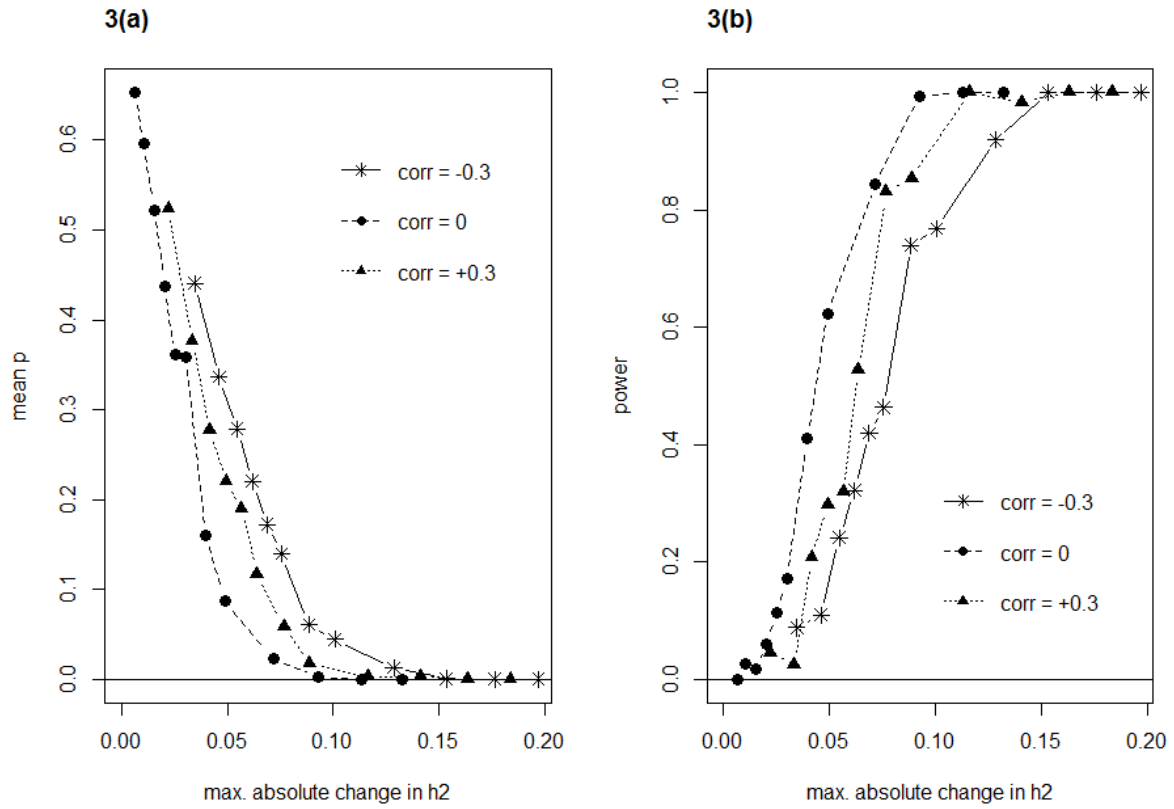 3(a)
mean p
0.0 0.1 0.2 0.3 0.4 0.5 0.6
corr = -0.3
corr = 0
corr = +0.3
0.00 0.05 0.10 0.15 0.20
max. absolute change in h2
3(b)
power
0.0 0.2 0.4 0.6 0.8 1.0
corr = -0.3
corr = 0
corr = +0.3
0.00 0.05 0.10 0.15 0.20
max. absolute change in h2